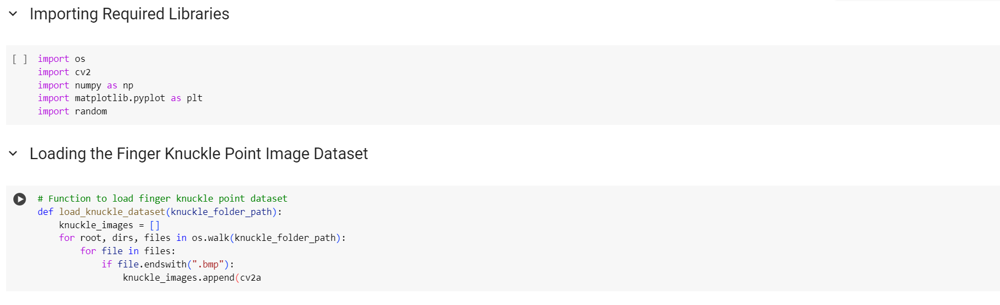 Importing Required Libraries
[ ] import os
import cv2
import numpy as np
import matplotlib.pyplot as plt
import random
Loading the Finger Knuckle Point Image Dataset
# Function to load finger knuckle point dataset
def load_knuckle_dataset(knuckle_folder_path):
    knuckle_images = []
    for root, dirs, files in os.walk(knuckle_folder_path):
        for file in files:
            if file.endswith(".bmp"):
                knuckle_images.append(cv2a